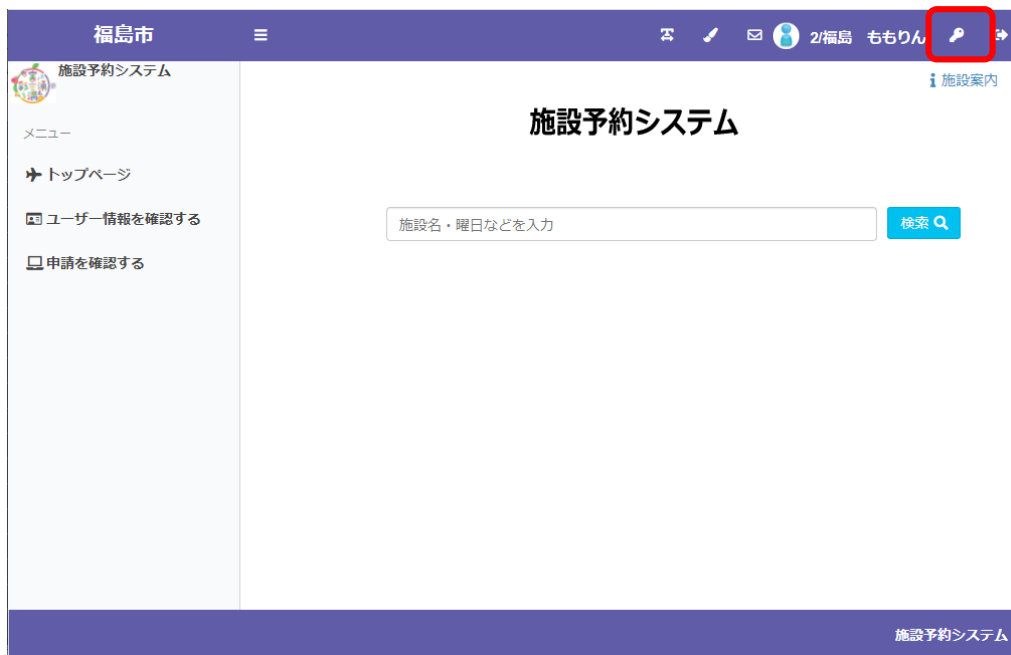 福島市
2/福島 ももりん
施設予約システム
施設案内
施設予約システム
メニュー
トップページ
ユーザー情報を確認する
申請を確認する
施設名・曜日などを入力
検索
施設予約システム